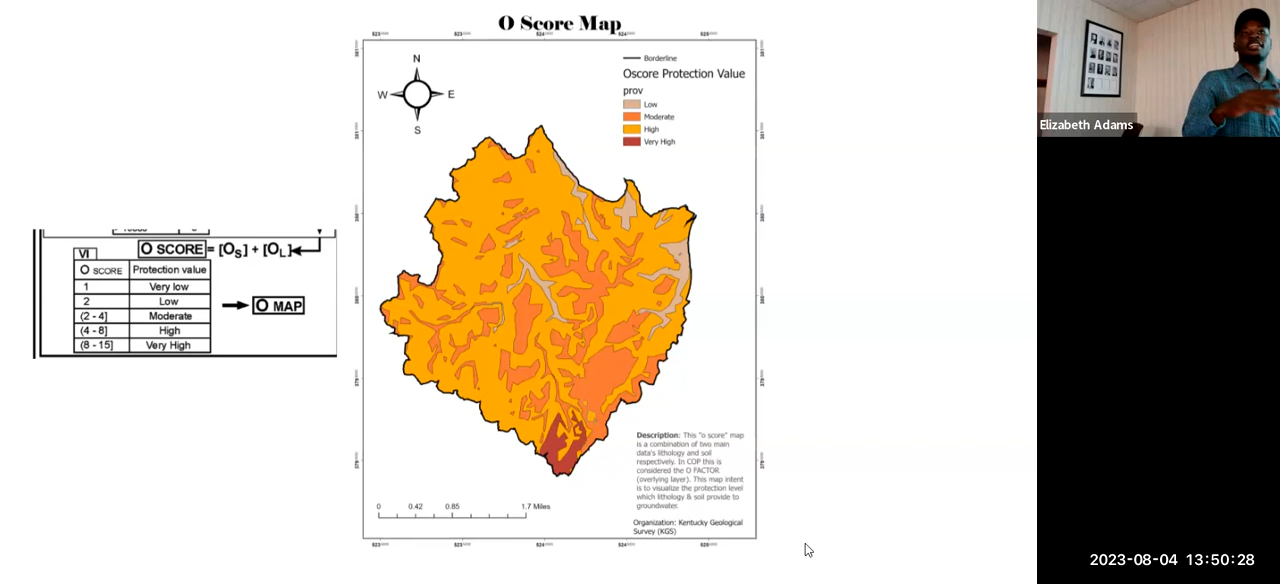 O Score Map
N
W
E
S
Borderline
Oscore Protection Value
prov
Low
Moderate
High
Very High
O SCORE = [OS] + [OL]
VI
O SCORE Protection value
1 Very low
2 Low
(2 - 4] Moderate
(4 - 8] High
(8 - 15] Very High
O MAP
Description: This "o score" map
is a combination of two main
data's lithology and soil
respectively. In COP this is
considered the O FACTOR
(overlying layer). This map intent
is to visualize the protection level
which lithology & soil provide to
groundwater.
Organization: Kentucky Geological
Survey (KGS)
0 0.42 0.85 1.7 Miles
Elizabeth Adams
2023-08-04 13:50:28